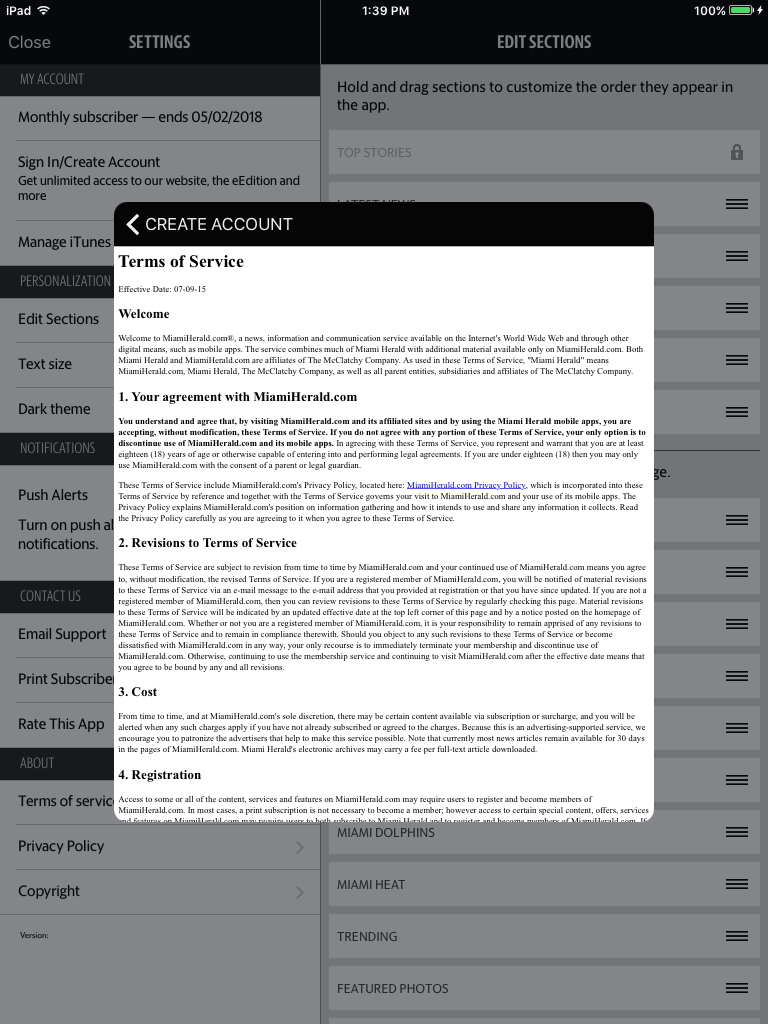 iPad
1:39 PM
100%
Close
SETTINGS
EDIT SECTIONS
MY ACCOUNT
Monthly subscriber — ends 05/02/2018
Sign In/Create Account
Get unlimited access to our website, the eEdition and
more
Manage iTunes
PERSONALIZATION
Edit Sections
Text size
Dark theme
NOTIFICATIONS
Push Alerts
Turn on push al
notifications.
CONTACT US
Email Support
Print Subscribe
Rate This App
ABOUT
Terms of servic
Privacy Policy
Copyright
Version:
Hold and drag sections to customize the order they appear in
the app.
TOP STORIES
LATEST NEWS
ge.
MIAMI DOLPHINS
MIAMI HEAT
TRENDING
FEATURED PHOTOS
CREATE ACCOUNT
Terms of Service
Effective Date: 07-09-15
Welcome
Welcome to MiamiHerald.com®, a news, information and communication service available on the Internet's World Wide Web and through other
digital means, such as mobile apps. The service combines much of Miami Herald with additional material available only on MiamiHerald.com. Both
Miami Herald and MiamiHerald.com are affiliates of The McClatchy Company. As used in these Terms of Service, "Miami Herald" means
MiamiHerald.com, Miami Herald, The McClatchy Company, as well as all parent entities, subsidiaries and affiliates of The McClatchy Company.
1. Your agreement with MiamiHerald.com
You understand and agree that, by visiting MiamiHerald.com and its affiliated sites and by using the Miami Herald mobile apps, you are
accepting, without modification, these Terms of Service. If you do not agree with any portion of these Terms of Service, your only option is to
discontinue use of MiamiHerald.com and its mobile apps. In agreeing with these Terms of Service, you represent and warrant that you are at least
eighteen (18) years of age or otherwise capable of entering into and performing legal agreements. If you are under eighteen (18) then you may only
use MiamiHerald.com with the consent of a parent or legal guardian.
These Terms of Service include MiamiHerald.com's Privacy Policy, located here: MiamiHerald.com Privacy Policy, which is incorporated into these
Terms of Service by reference and together with the Terms of Service governs your visit to MiamiHerald.com and your use of its mobile apps. The
Privacy Policy explains MiamiHerald.com's position on information gathering and how it intends to use and share any information it collects. Read
the Privacy Policy carefully as you are agreeing to it when you agree to these Terms of Service.
2. Revisions to Terms of Service
These Terms of Service are subject to revision from time to time by MiamiHerald.com and your continued use of MiamiHerald.com means you agree
to, without modification, the revised Terms of Service. If you are a registered member of MiamiHerald.com, you will be notified of material revisions
to these Terms of Service via an e-mail message to the e-mail address that you provided at registration or that you have since updated. If you are not a
registered member of MiamiHerald.com, then you can review revisions to these Terms of Service by regularly checking this page. Material revisions
to these Terms of Service will be indicated by an updated effective date at the top left corner of this page and by a notice posted on the homepage of
MiamiHerald.com. Whether or not you are a registered member of MiamiHerald.com, it is your responsibility to remain apprised of any revisions to
these Terms of Service and to remain in compliance therewith. Should you object to any such revisions to these Terms of Service or become
dissatisfied with MiamiHerald.com in any way, your only recourse is to immediately terminate your membership and discontinue use of
MiamiHerald.com. Otherwise, continuing to use the membership service and continuing to visit MiamiHerald.com after the effective date means that
you agree to be bound by any and all revisions.
3. Cost
From time to time, and at MiamiHerald.com's sole discretion, there may be certain content available via subscription or surcharge, and you will be
alerted when any such charges apply if you have not already subscribed or agreed to the charges. Because this is an advertising-supported service, we
encourage you to patronize the advertisers that help to make this service possible. Note that currently most news articles remain available for 30 days
in the pages of MiamiHerald.com. Miami Herald's electronic archives may carry a fee per full-text article downloaded.
4. Registration
Access to some or all of the content, services and features on MiamiHerald.com may require users to register and become members of
MiamiHerald.com. In most cases, a print subscription is not necessary to become a member; however access to certain special content, offers, services
and features on MiamiHerald.com may require users to both subscribe to Miami Herald and to register and become members of MiamiHerald.com. If